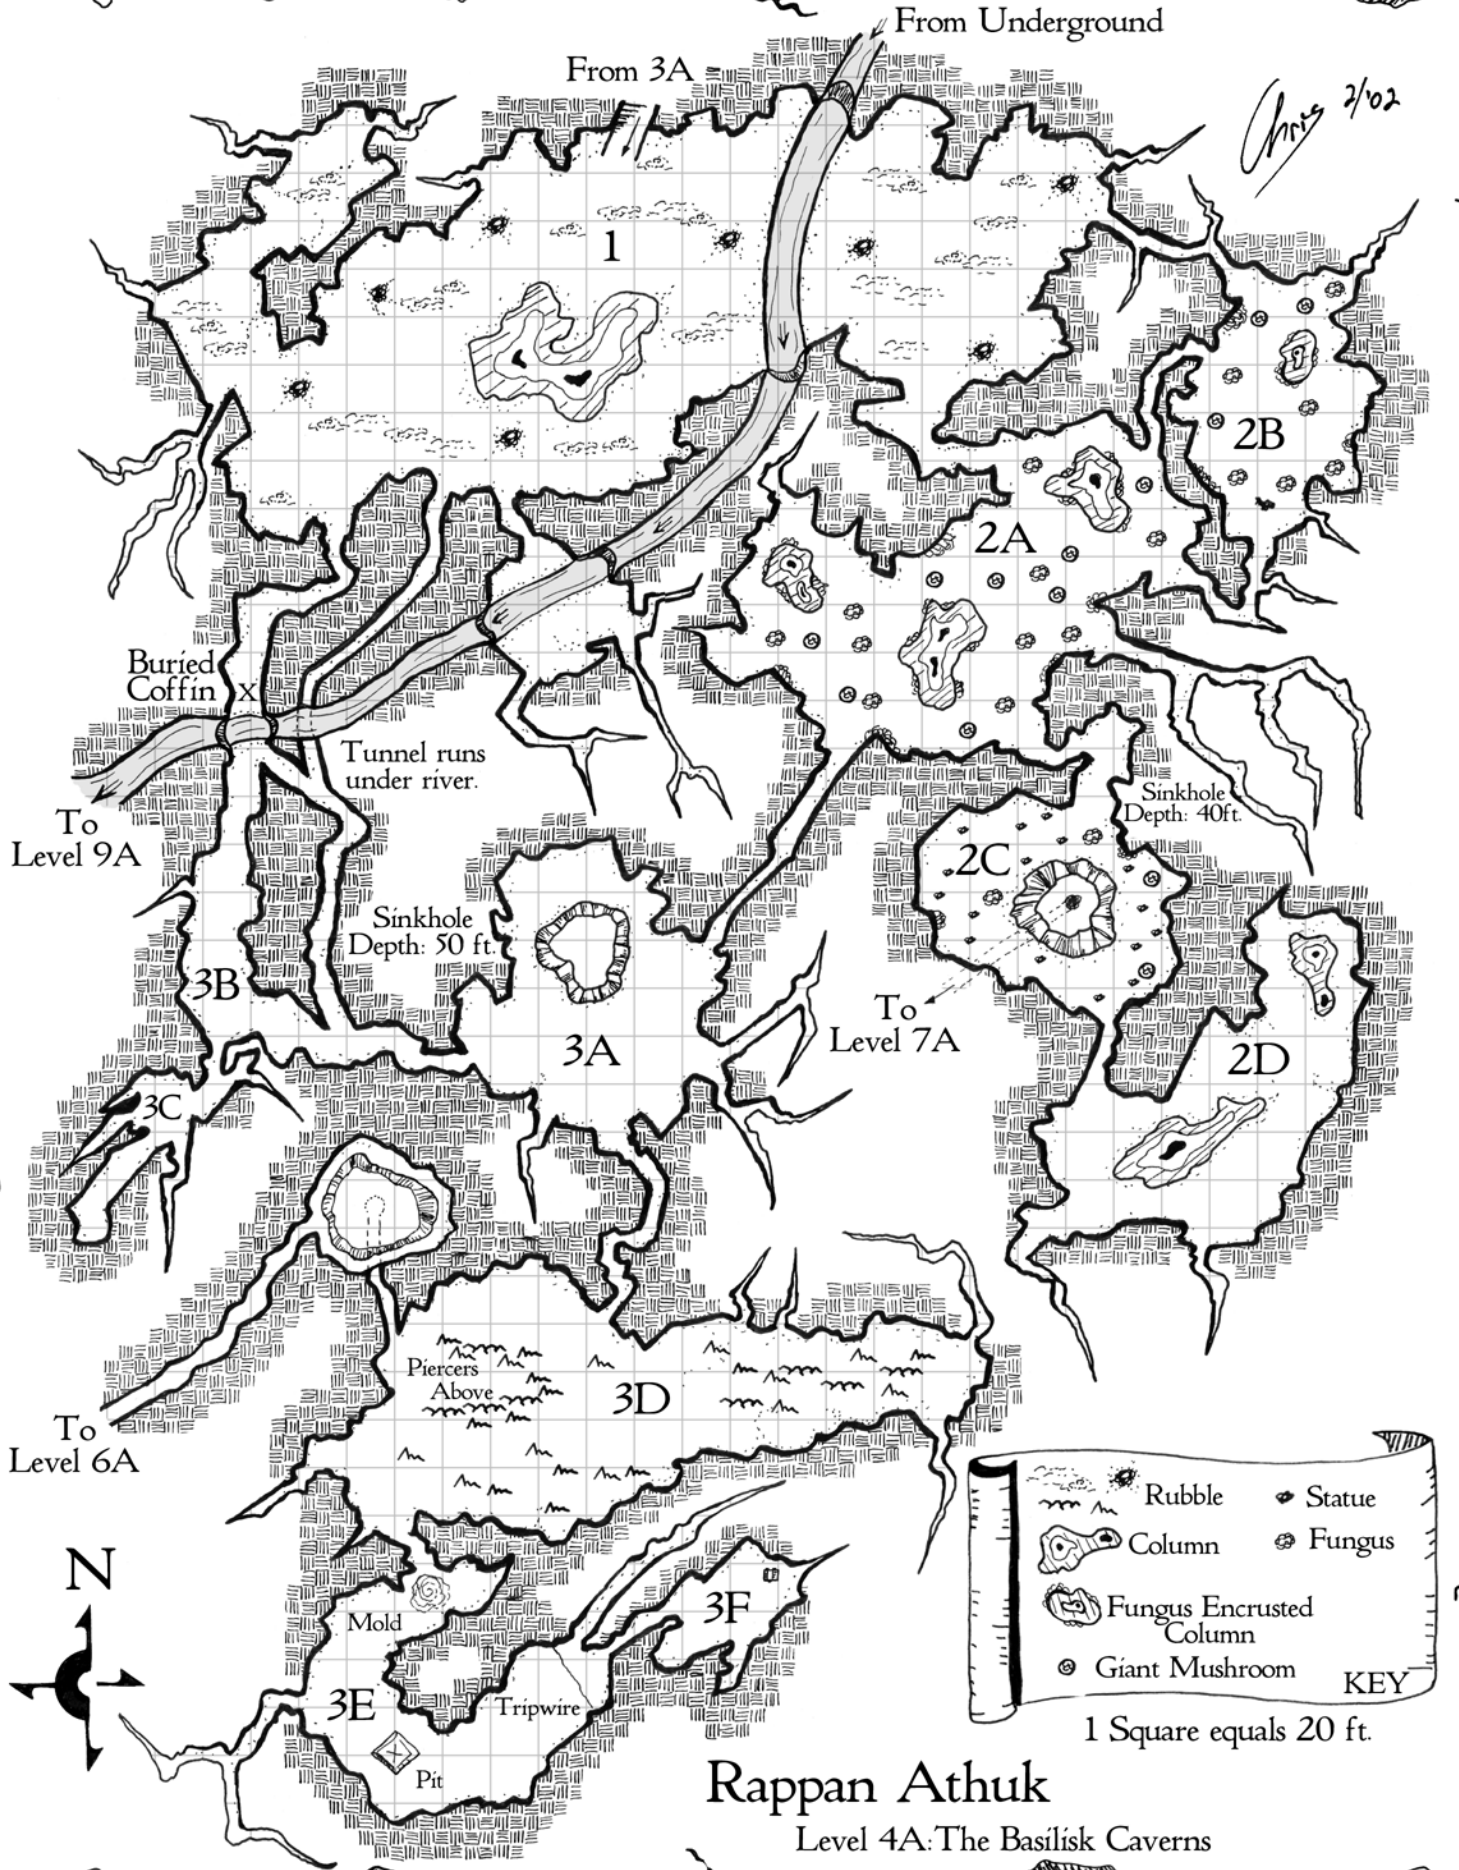 From Underground
From 3A
Chris 2/'02
1
2B
2A
Buried
Coffin
X
Tunnel runs
under river.
To
Level 9A
Sinkhole
Depth: 40ft.
2C
Sinkhole
Depth: 50 ft.
3B
To
Level 7A
3A
2D
3C
Piercers
Above
3D
To
Level 6A
Rubble
Statue
Column
Fungus
Fungus Encrusted
Column
Giant Mushroom
KEY
1 Square equals 20 ft.
N
Mold
3F
3E
Tripwire
Pit
Rappan Athuk
Level 4A: The Basilisk Caverns